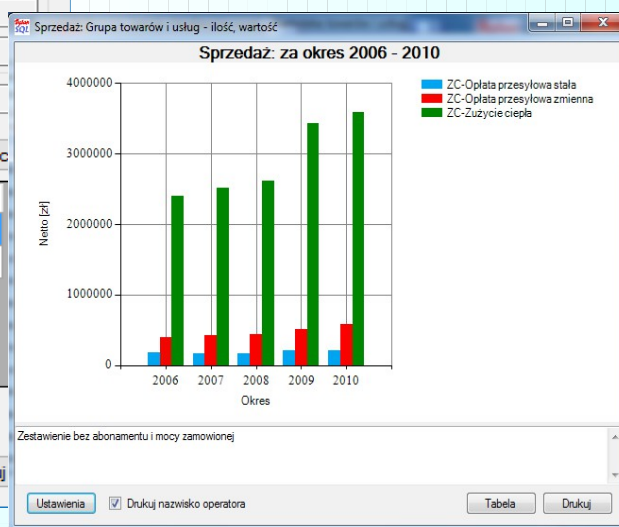 Sprzedaż: Grupa towarów i usług - ilość, wartość
Sprzedaż: za okres 2006 - 2010
4000000
3000000
2000000
1000000
0
Netto [zł]
2006 2007 2008 2009 2010
Okres
ZC-Opłata przesyłowa stała
ZC-Opłata przesyłowa zmienna
ZC-Zużycie ciepła
Zestawienie bez abonamentu i mocy zamowionej
Ustawienia
Drukuj nazwisko operatora
Tabela
Drukuj